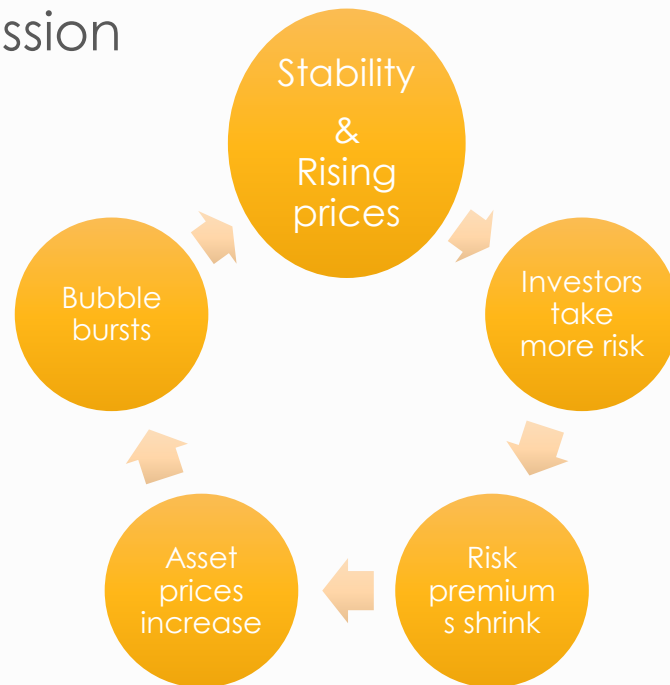 ssion
Stability
&
Rising
prices
Investors
take
more risk
Risk
premium
s shrink
Asset
prices
increase
Bubble
bursts